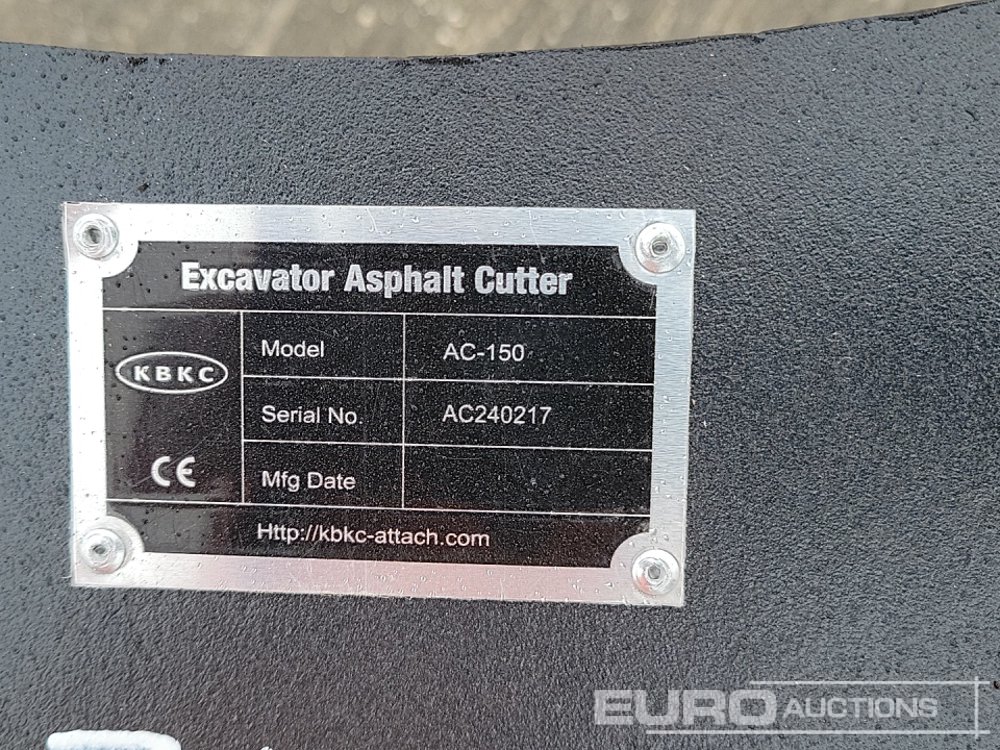 Excavator Asphalt Cutter
KBKC
Model AC-150
Serial No. AC240217
CE
Mfg Date
Http://kbkc-attach.com
EURO AUCTIONS